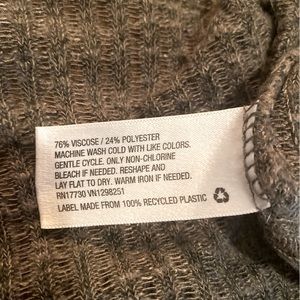 76% VISCOSE / 24% POLYESTER
MACHINE WASH COLD WITH LIKE COLORS.
GENTLE CYCLE. ONLY NON-CHLORINE
BLEACH IF NEEDED. RESHAPE AND
LAY FLAT TO DRY. WARM IRON IF NEEDED.
RN17730 VN1298251
LABEL MADE FROM 100% RECYCLED PLASTIC